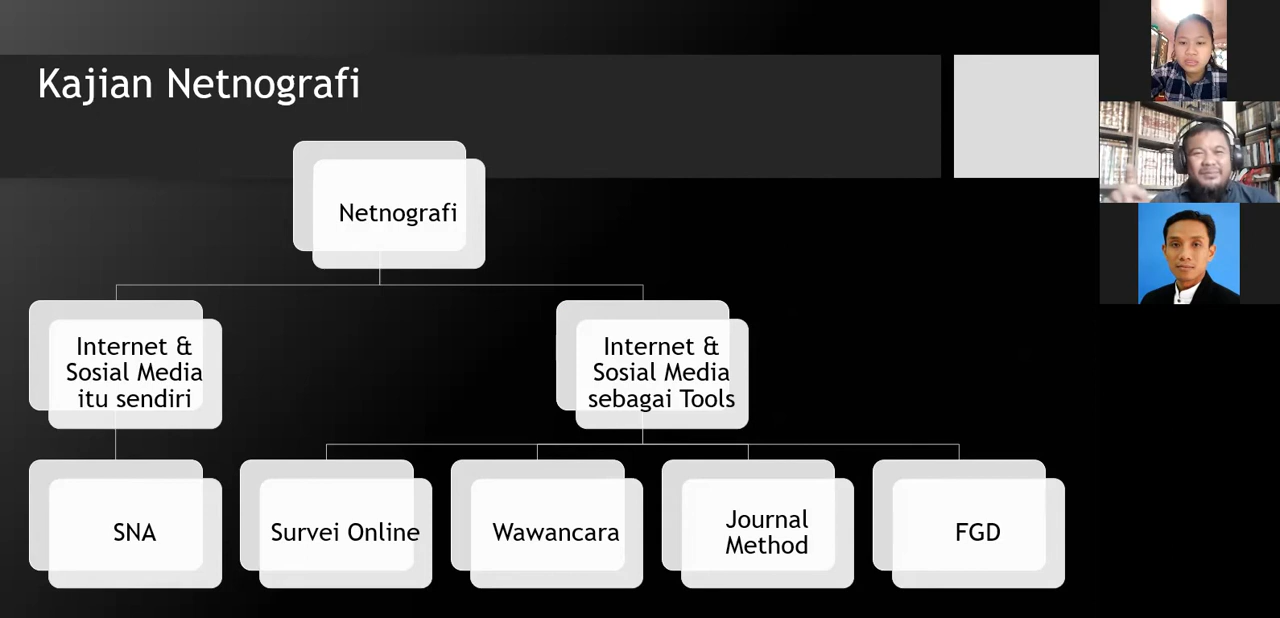 Kajian Netnografi
Netnografi
Internet &
Sosial Media
itu sendiri
Internet &
Sosial Media
sebagai Tools
SNA
Survei Online
Wawancara
Journal
Method
FGD